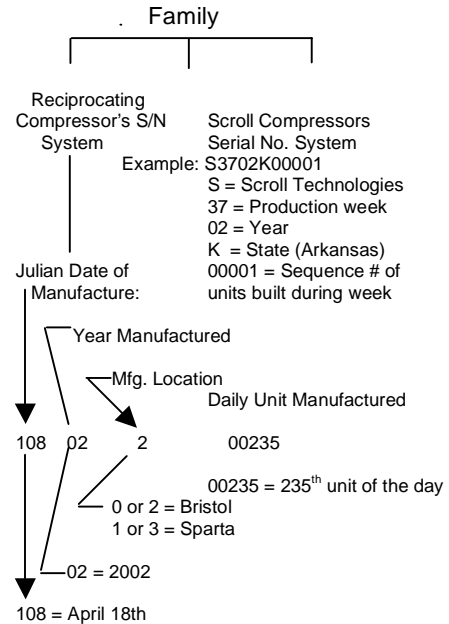 . Family
Reciprocating
Compressor's S/N
System
Scroll Compressors
Serial No. System
Example: S3702K00001
S = Scroll Technologies
37 = Production week
02 = Year
K = State (Arkansas)
00001 = Sequence # of
units built during week
Julian Date of
Manufacture:
Year Manufactured
Mfg. Location
Daily Unit Manufactured
108 02 2 00235
00235 = 235th unit of the day
0 or 2 = Bristol
1 or 3 = Sparta
02 = 2002
108 = April 18th